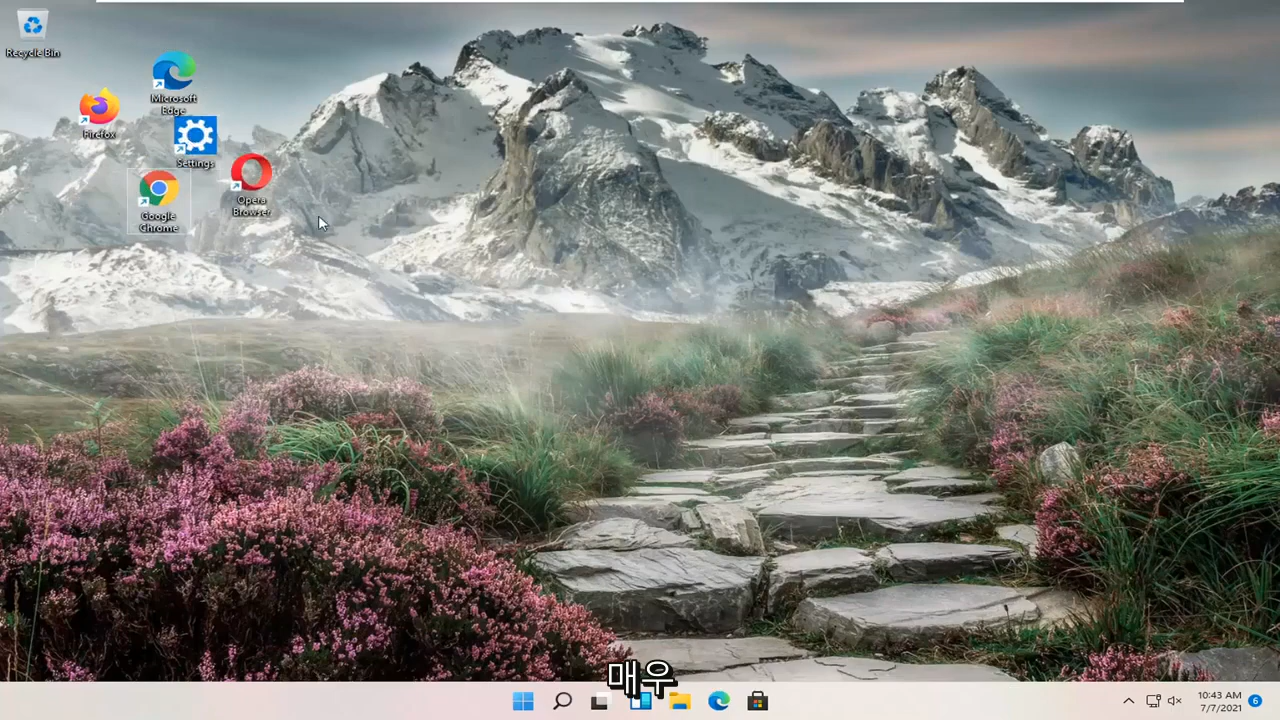 Recycle Bin
Microsoft
Edge
Firefox
Settings
Google
Chrome
Opera
Browser
매우
10:43 AM
7/7/2021
6